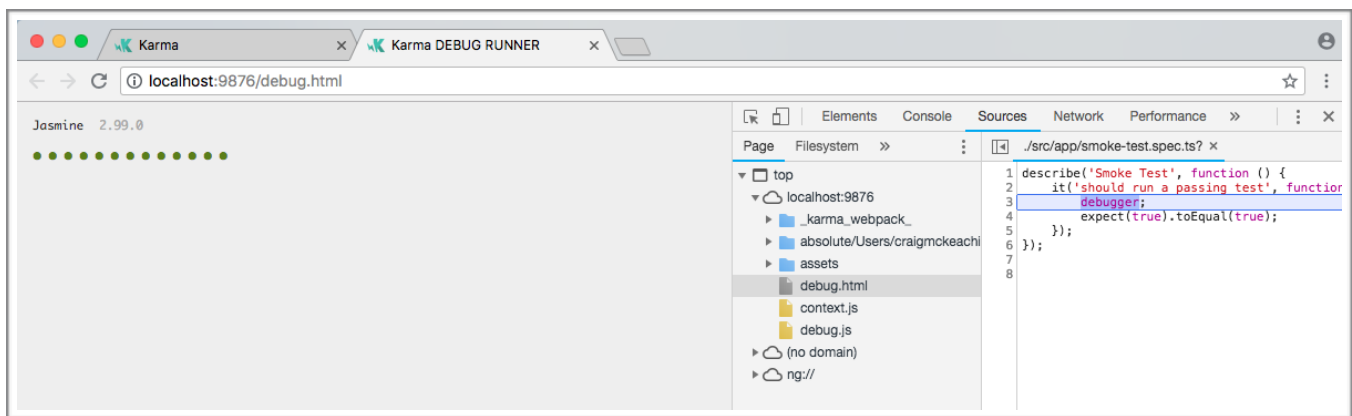 Karma
Karma DEBUG RUNNER
localhost:9876/debug.html
Jasmine 2.99.0
Elements Console Sources Network Performance »
Page Filesystem »
./src/app/smoke-test.spec.ts?
top
localhost:9876
_karma_webpack_
absolute/Users/craigmckeachi
assets
debug.html
context.js
debug.js
(no domain)
ng://
1 describe('Smoke Test', function () {
2 it('should run a passing test', function
3 debugger;
4 expect(true).toEqual(true);
5 });
6 });
7
8